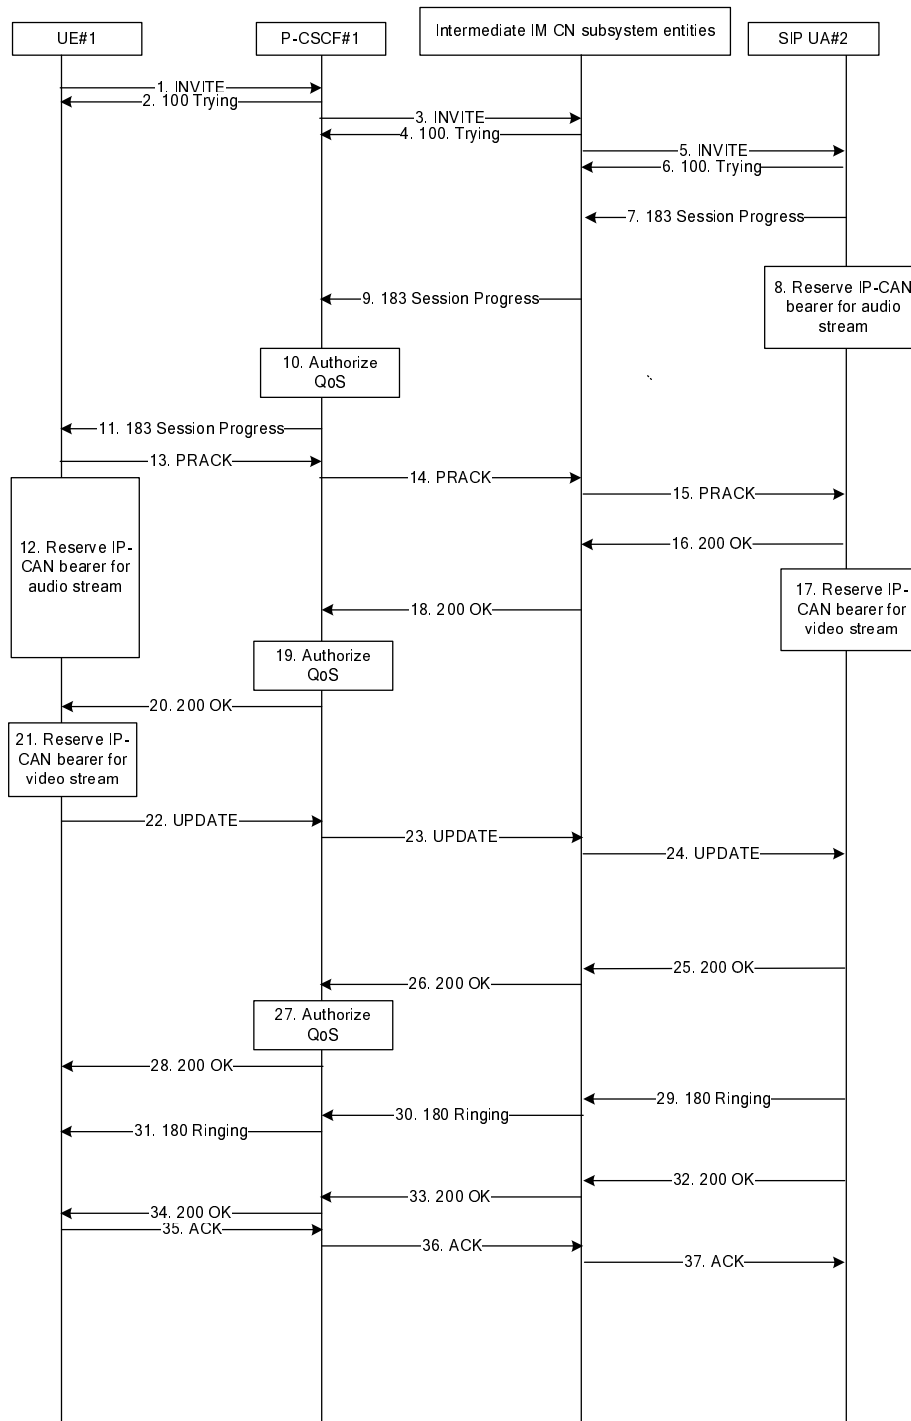 UE#1
P-CSCF#1
Intermediate IM CN subsystem entities
SIP UA#2
1. INVITE
2. 100 Trying
3. INVITE
4. 100. Trying
5. INVITE
6. 100. Trying
7. 183 Session Progress
8. Reserve IP-CAN
bearer for audio
stream
9. 183 Session Progress
10. Authorize
QoS
11. 183 Session Progress
13. PRACK
14. PRACK
15. PRACK
12. Reserve IP-
CAN bearer for
audio stream
16. 200 OK
17. Reserve IP-
CAN bearer for
video stream
18. 200 OK
19. Authorize
QoS
20. 200 OK
21. Reserve IP-
CAN bearer for
video stream
22. UPDATE
23. UPDATE
24. UPDATE
25. 200 OK
26. 200 OK
27. Authorize
QoS
28. 200 OK
29. 180 Ringing
30. 180 Ringing
31. 180 Ringing
32. 200 OK
33. 200 OK
34. 200 OK
35. ACK
36. ACK
37. ACK